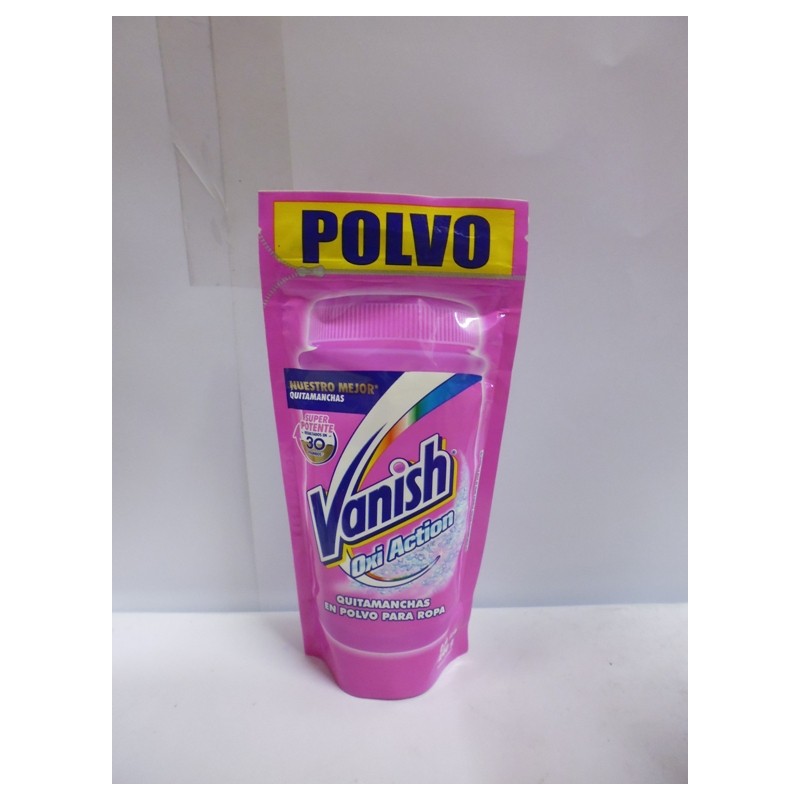 POLVO
NUESTRO MEJOR*
QUITAMANCHAS
SUPER
POTENTE
30
Vanish
Oxi Action
QUITAMANCHAS
EN POLVO PARA ROPA